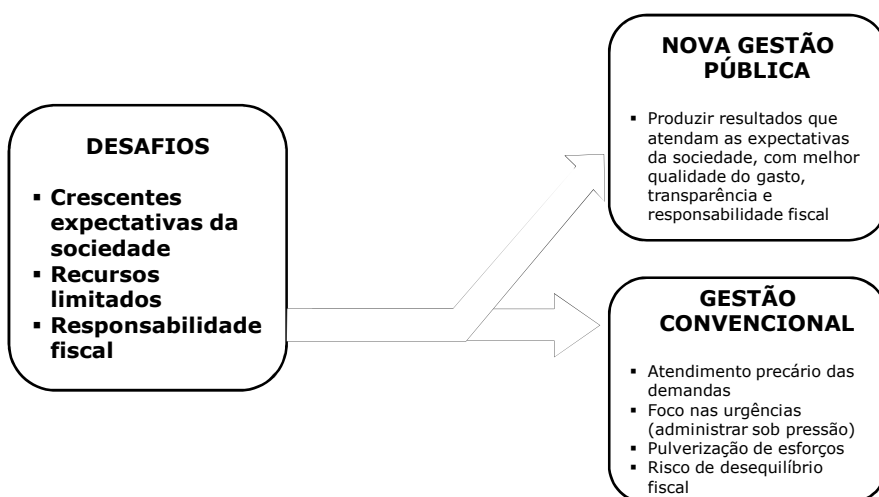 DESAFIOS
▪ Crescentes
expectativas da
sociedade
▪ Recursos
limitados
▪ Responsabilidade
fiscal
NOVA GESTÃO
PÚBLICA
▪ Produzir resultados que
atendam as expectativas
da sociedade, com melhor
qualidade do gasto,
transparência e
responsabilidade fiscal
GESTÃO
CONVENCIONAL
▪ Atendimento precário das
demandas
▪ Foco nas urgências
(administrar sob pressão)
▪ Pulverização de esforços
▪ Risco de desequilíbrio
fiscal